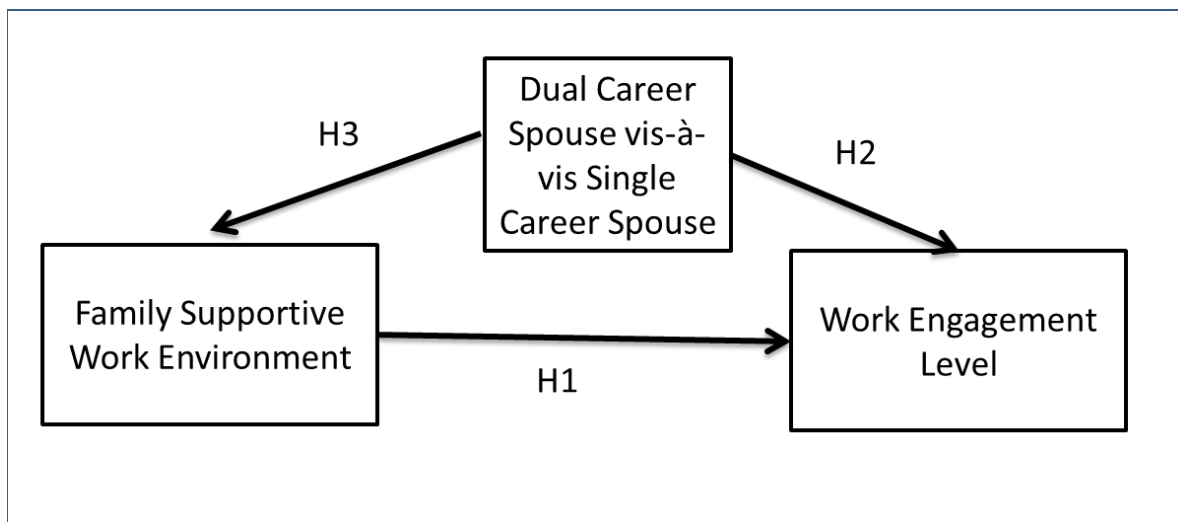 Dual Career
Spouse vis-à-
vis Single
Career Spouse
H3
H2
Family Supportive
Work Environment
H1
Work Engagement
Level